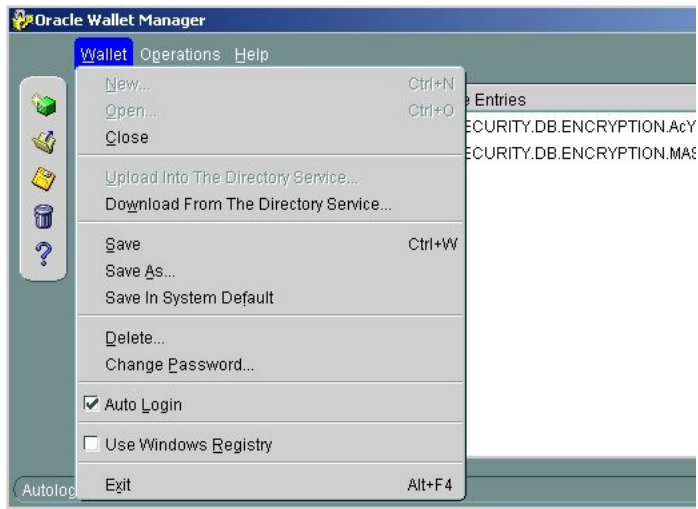 Oracle Wallet Manager
Wallet Operations Help
New... Ctrl+N
Open... Ctrl+O
Close
Upload Into The Directory Service...
Download From The Directory Service...
Save Ctrl+W
Save As...
Save In System Default
Delete...
Change Password...
Auto Login
Use Windows Registry
Exit Alt+F4
e Entries
ECURITY.DB.ENCRYPTION.AcY
ECURITY.DB.ENCRYPTION.MAS
Autolog